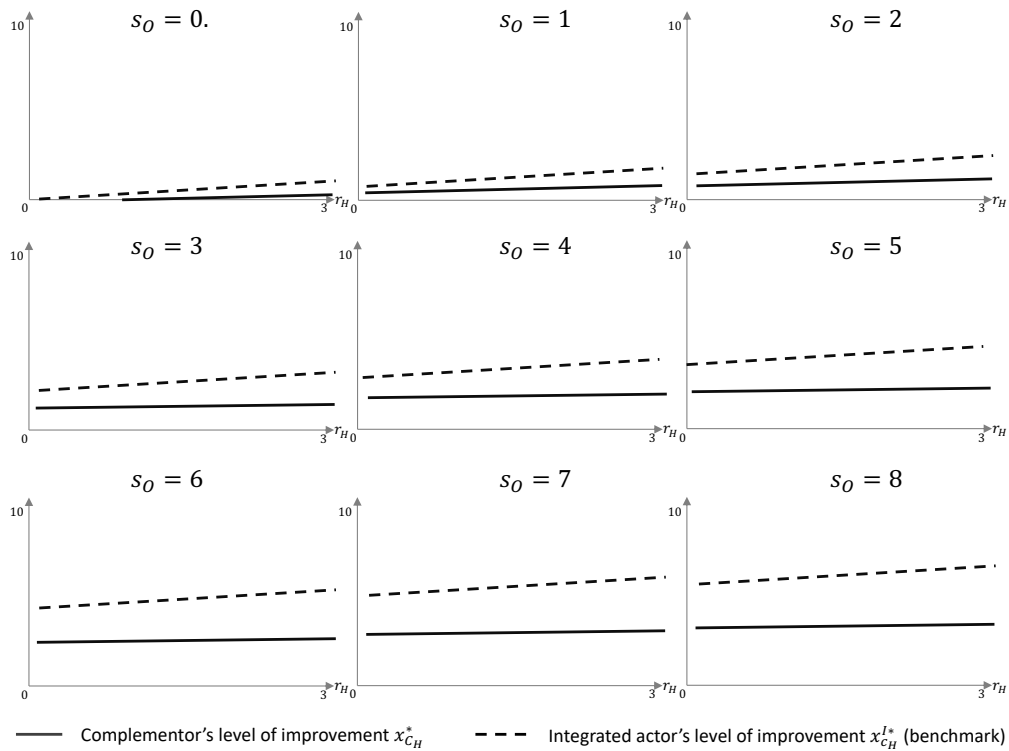 s_O = 0.
s_O = 1
s_O = 2
10
10
10
0
3
r_H
0
3
r_H
0
3
r_H
s_O = 3
s_O = 4
s_O = 5
10
10
10
0
3
r_H
0
3
r_H
0
3
r_H
s_O = 6
s_O = 7
s_O = 8
10
10
10
0
3
r_H
0
3
r_H
0
3
r_H
Complementor's level of improvement x^*_{C_H}
Integrated actor's level of improvement x^{I*}_{C_H} (benchmark)